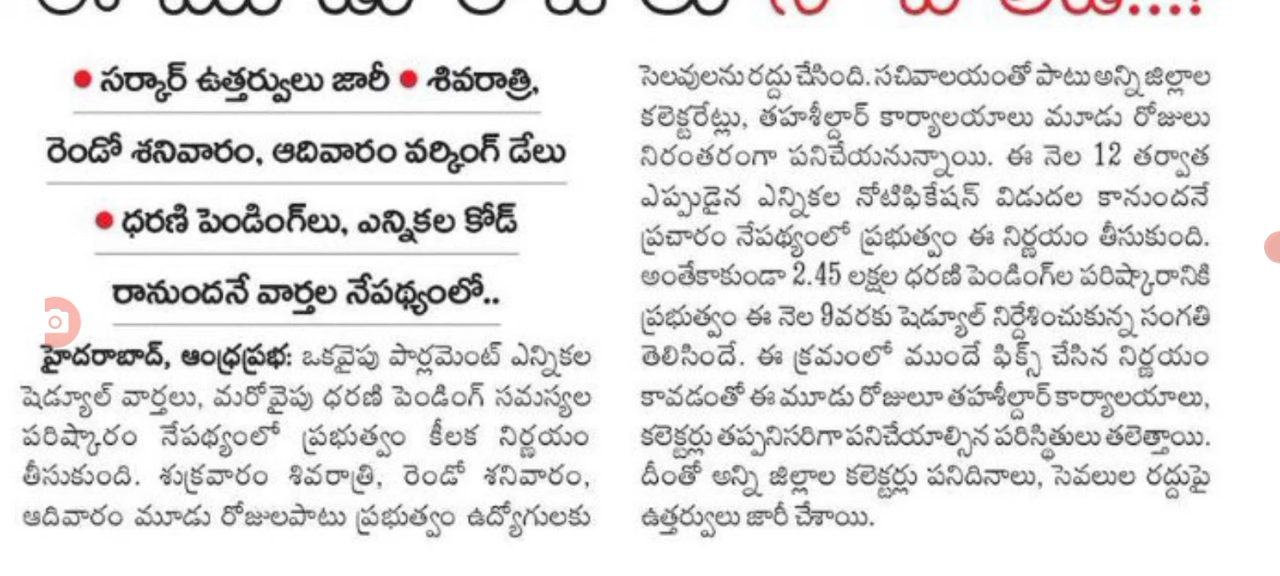 ● సర్కార్ ఉత్తర్వులు జారీ ● శివరాత్రి,
రెండో శనివారం, ఆదివారం వర్కింగ్ డేలు
● ధరణి పెండింగ్‌లు, ఎన్నికల కోడ్
రానుందనే వార్తల నేపథ్యంలో..
హైదరాబాద్, ఆంధ్రప్రభ: ఒకవైపు పార్లమెంట్ ఎన్నికల
షెడ్యూల్ వార్తలు, మరోవైపు ధరణి పెండింగ్ సమస్యల
పరిష్కారం నేపథ్యంలో ప్రభుత్వం కీలక నిర్ణయం
తీసుకుంది. శుక్రవారం శివరాత్రి, రెండో శనివారం,
ఆదివారం మూడు రోజులపాటు ప్రభుత్వం ఉద్యోగులకు
సెలవులను రద్దు చేసింది. సచివాలయంతో పాటు అన్ని జిల్లాల
కలెక్టరేట్లు, తహశీల్దార్ కార్యాలయాలు మూడు రోజులు
నిరంతరంగా పనిచేయనున్నాయి. ఈ నెల 12 తర్వాత
ఎప్పుడైన ఎన్నికల నోటిఫికేషన్ విడుదల కానుందనే
ప్రచారం నేపథ్యంలో ప్రభుత్వం ఈ నిర్ణయం తీసుకుంది.
అంతేకాకుండా 2.45 లక్షల ధరణి పెండింగ్‌ల పరిష్కారానికి
ప్రభుత్వం ఈ నెల 9వరకు షెడ్యూల్ నిర్దేశించుకున్న సంగతి
తెలిసిందే. ఈ క్రమంలో ముందే ఫిక్స్ చేసిన నిర్ణయం
కావడంతో ఈ మూడు రోజులూ తహశీల్దార్ కార్యాలయాలు,
కలెక్టర్లు తప్పనిసరిగా పనిచేయాల్సిన పరిస్థితులు తలెత్తాయి.
దీంతో అన్ని జిల్లాల కలెక్టర్లు పనిదినాలు, సెవలుల రద్దుపై
ఉత్తర్వులు జారీ చేశాయి.